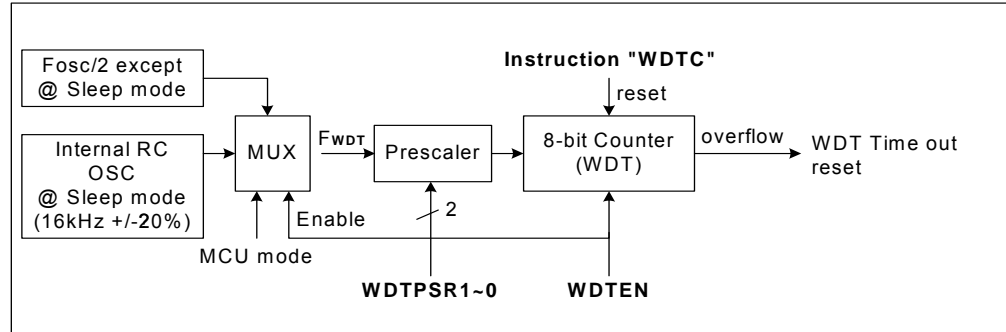 Fosc/2 except
@ Sleep mode
Internal RC
OSC
@ Sleep mode
(16kHz +/-20%)
MUX
MCU mode
Enable
FWDT
Prescaler
2
WDTPSR1~0
Instruction "WDTC"
reset
8-bit Counter
(WDT)
WDTEN
overflow
WDT Time out
reset